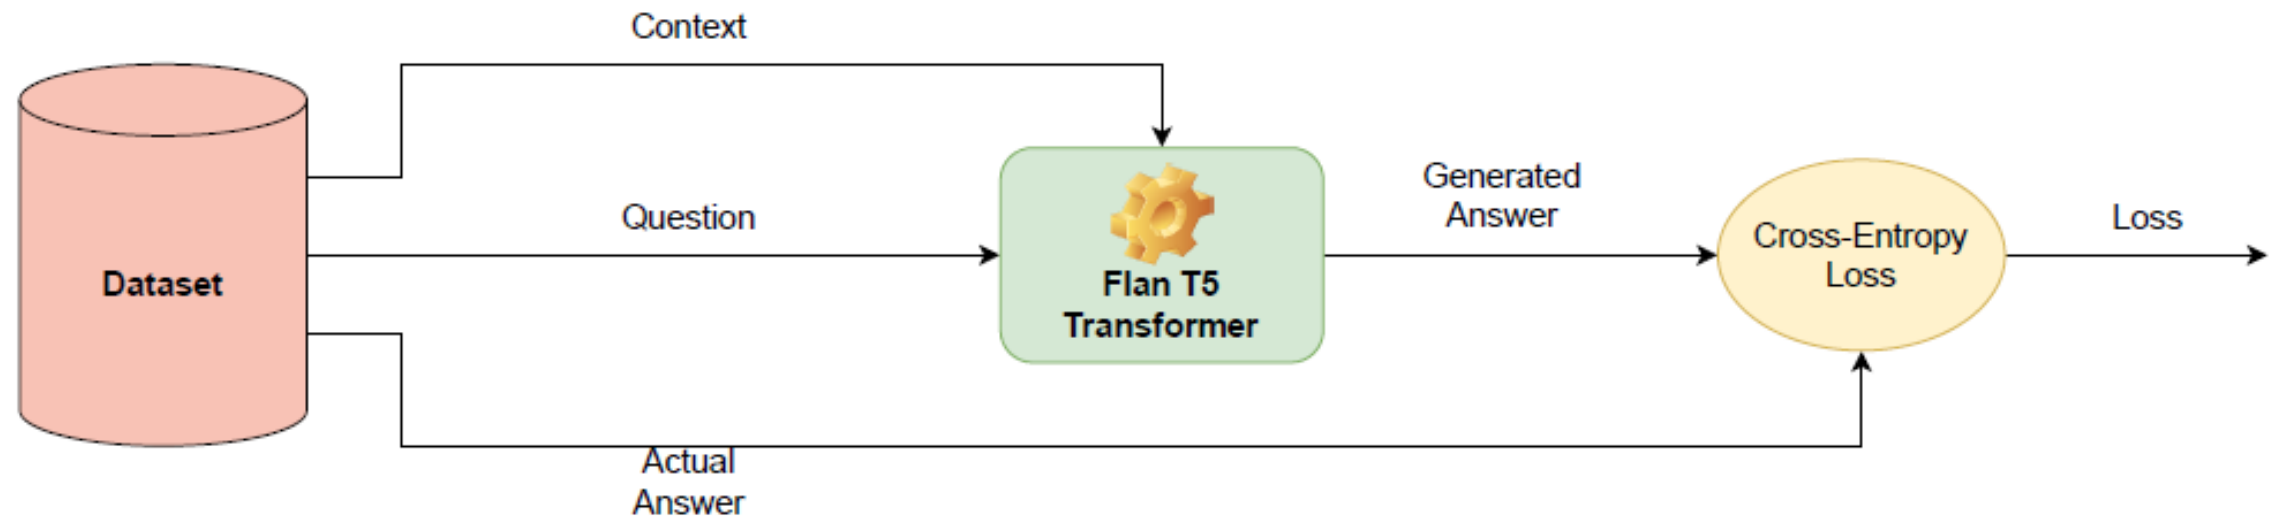 Context
Question
Dataset
Flan T5
Transformer
Generated
Answer
Cross-Entropy
Loss
Loss
Actual
Answer